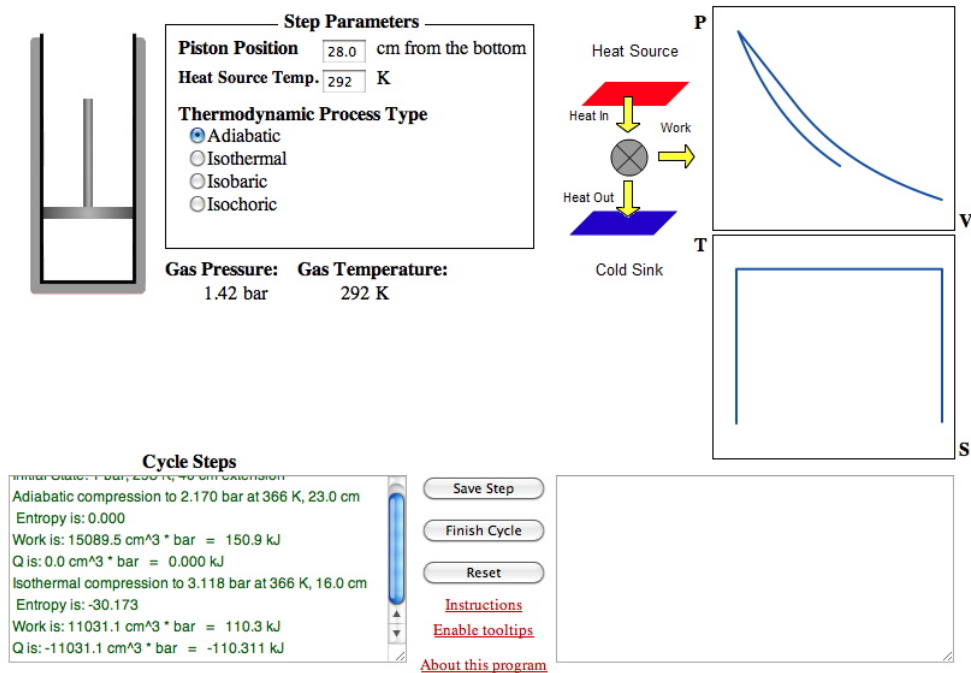 Step Parameters
Piston Position 28.0 cm from the bottom
Heat Source Temp. 292 K
Thermodynamic Process Type
Adiabatic
Isothermal
Isobaric
Isochoric
Gas Pressure: Gas Temperature:
1.42 bar 292 K
Heat Source
Heat In
Work
Heat Out
Cold Sink
P
V
T
S
Cycle Steps
Adiabatic compression to 2.170 bar at 366 K, 23.0 cm
Entropy is: 0.000
Work is: 15089.5 cm^3 * bar = 150.9 kJ
Q is: 0.0 cm^3 * bar = 0.000 kJ
Isothermal compression to 3.118 bar at 366 K, 16.0 cm
Entropy is: -30.173
Work is: 11031.1 cm^3 * bar = 110.3 kJ
Q is: -11031.1 cm^3 * bar = -110.311 kJ
Save Step
Finish Cycle
Reset
Instructions
Enable tooltips
About this program